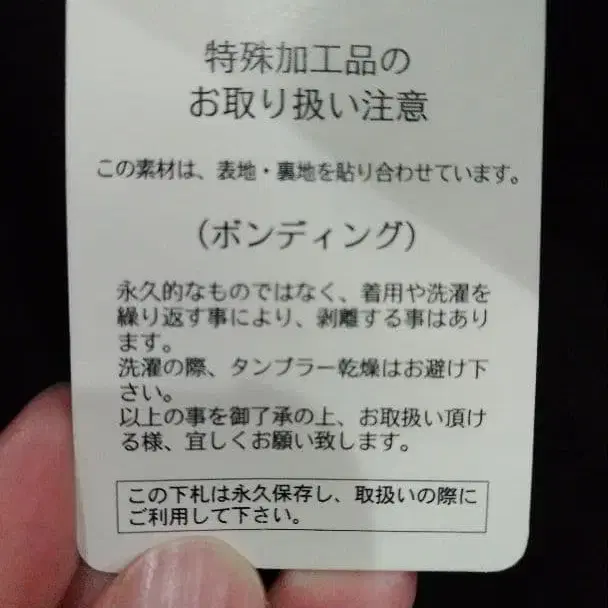 特殊加工品の
お取り扱い注意
この素材は、表地・裏地を貼り合わせています。
(ボンディング)
永久的なものではなく、着用や洗濯を
繰り返す事により、剥離する事はあり
ます。
洗濯の際、タンブラー乾燥はお避け下
さい。
以上の事を御了承の上、お取扱い頂け
る様、宜しくお願い致します。
この下札は永久保存し、取扱いの際に
ご利用して下さい。